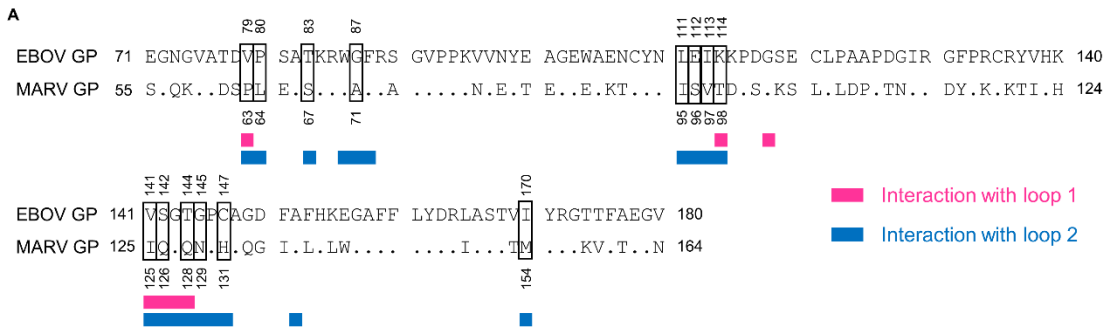 A
79 80 83 87 111 112 113 114
EBOV GP 71 EGNGVATDVP SATKRWGFRS GVPPKVVNYE AGEWAENCYN LEIKKPDGSE CLPAAPDGIR GFPRCRYVHK 140
MARV GP 55 S.QK..DSPL E.S...A... .....N.E.T E..E.KT... ISVTD.S.KS L.LDP.TN.. DY.K.KTI.H 124
63 64 67 71 95 96 97 98
141 142 144 145 147 170
EBOV GP 141 VSGTGPCAGD FAFHKEGAFF LYDRLASTVI YRGTTFAEGV 180
MARV GP 125 IQ.QN.H.QG I.L.LW.... ....I...TM ...KV.T..N 164
125 126 128 129 131 154
Interaction with loop 1
Interaction with loop 2